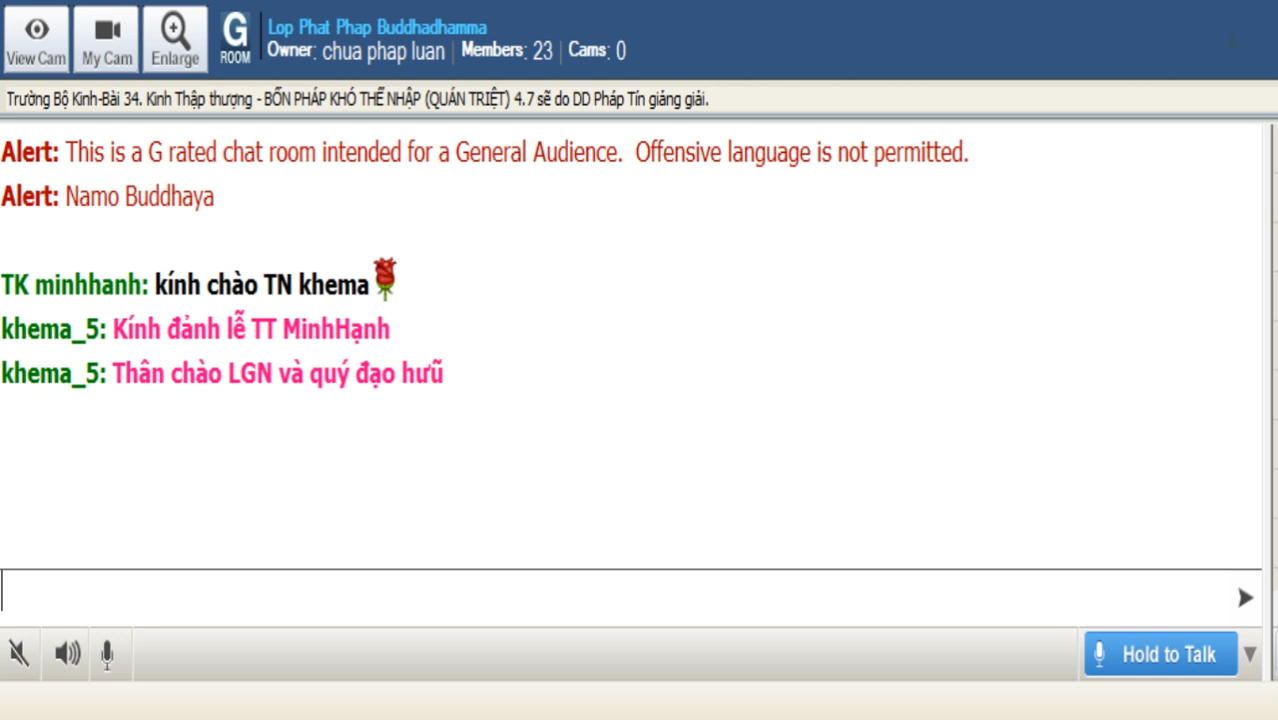 View Cam
My Cam
Enlarge
G
ROOM
Lop Phat Phap Buddhadhamma
Owner: chua phap luan | Members: 23 | Cams: 0
Trường Bộ Kinh-Bài 34. Kinh Thập thượng - BỐN PHÁP KHÓ THỂ NHẬP (QUÁN TRIỆT) 4.7 sẽ do DD Pháp Tín giảng giải.
Alert: This is a G rated chat room intended for a General Audience. Offensive language is not permitted.
Alert: Namo Buddhaya
TK minhhanh: kính chào TN khema
khema_5: Kính đảnh lễ TT MinhHạnh
khema_5: Thân chào LGN và quý đạo hưũ
Hold to Talk